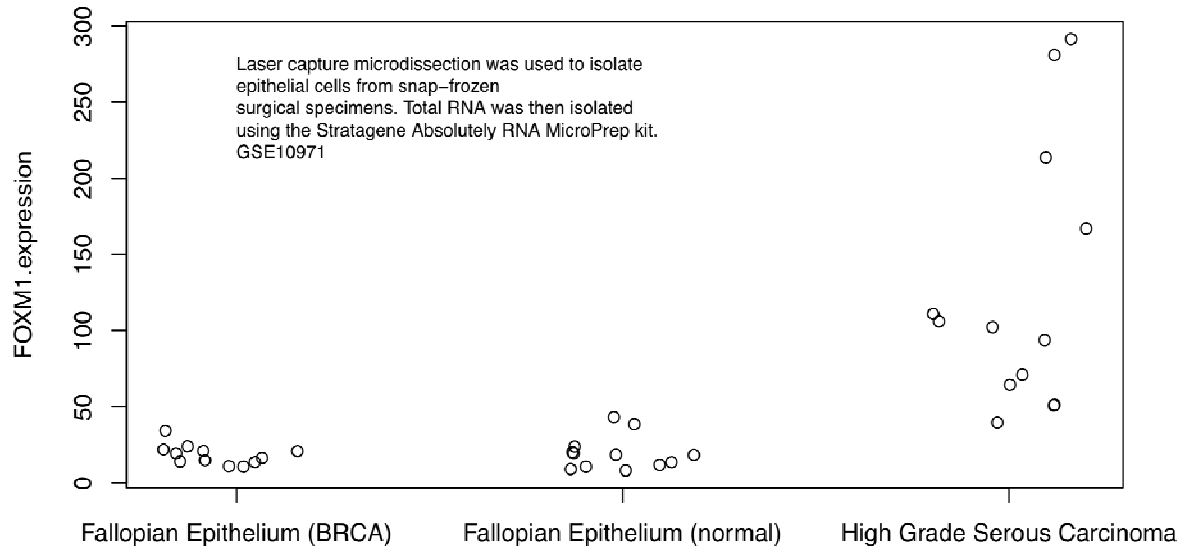 Laser capture microdissection was used to isolate
epithelial cells from snap−frozen
surgical specimens. Total RNA was then isolated
using the Stratagene Absolutely RNA MicroPrep kit.
GSE10971
FOXM1.expression
300
250
200
150
100
50
0
Fallopian Epithelium (BRCA) Fallopian Epithelium (normal) High Grade Serous Carcinoma